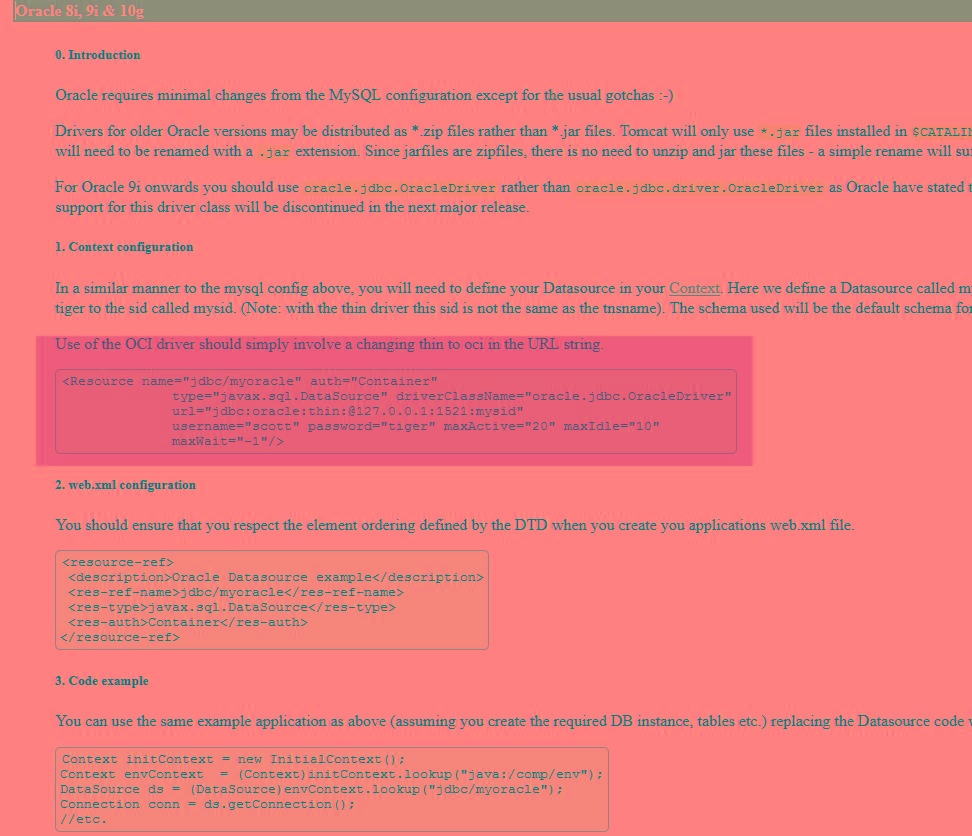 Oracle 8i, 9i & 10g
0. Introduction
Oracle requires minimal changes from the MySQL configuration except for the usual gotchas :-)
Drivers for older Oracle versions may be distributed as *.zip files rather than *.jar files. Tomcat will only use *.jar files installed in $CATALIN
will need to be renamed with a .jar extension. Since jarfiles are zipfiles, there is no need to unzip and jar these files - a simple rename will su
For Oracle 9i onwards you should use oracle.jdbc.OracleDriver rather than oracle.jdbc.driver.OracleDriver as Oracle have stated t
support for this driver class will be discontinued in the next major release.
1. Context configuration
In a similar manner to the mysql config above, you will need to define your Datasource in your Context. Here we define a Datasource called m
tiger to the sid called mysid. (Note: with the thin driver this sid is not the same as the tnsname). The schema used will be the default schema for
Use of the OCI driver should simply involve a changing thin to oci in the URL string.
<Resource name="jdbc/myoracle" auth="Container"
type="javax.sql.DataSource" driverClassName="oracle.jdbc.OracleDriver"
url="jdbc:oracle:thin:@127.0.0.1:1521:mysid"
username="scott" password="tiger" maxActive="20" maxIdle="10"
maxWait="-1"/>
2. web.xml configuration
You should ensure that you respect the element ordering defined by the DTD when you create you applications web.xml file.
<resource-ref>
<description>Oracle Datasource example</description>
<res-ref-name>jdbc/myoracle</res-ref-name>
<res-type>javax.sql.DataSource</res-type>
<res-auth>Container</res-auth>
</resource-ref>
3. Code example
You can use the same example application as above (assuming you create the required DB instance, tables etc.) replacing the Datasource code
Context initContext = new InitialContext();
Context envContext  = (Context)initContext.lookup("java:/comp/env");
DataSource ds = (DataSource)envContext.lookup("jdbc/myoracle");
Connection conn = ds.getConnection();
//etc.